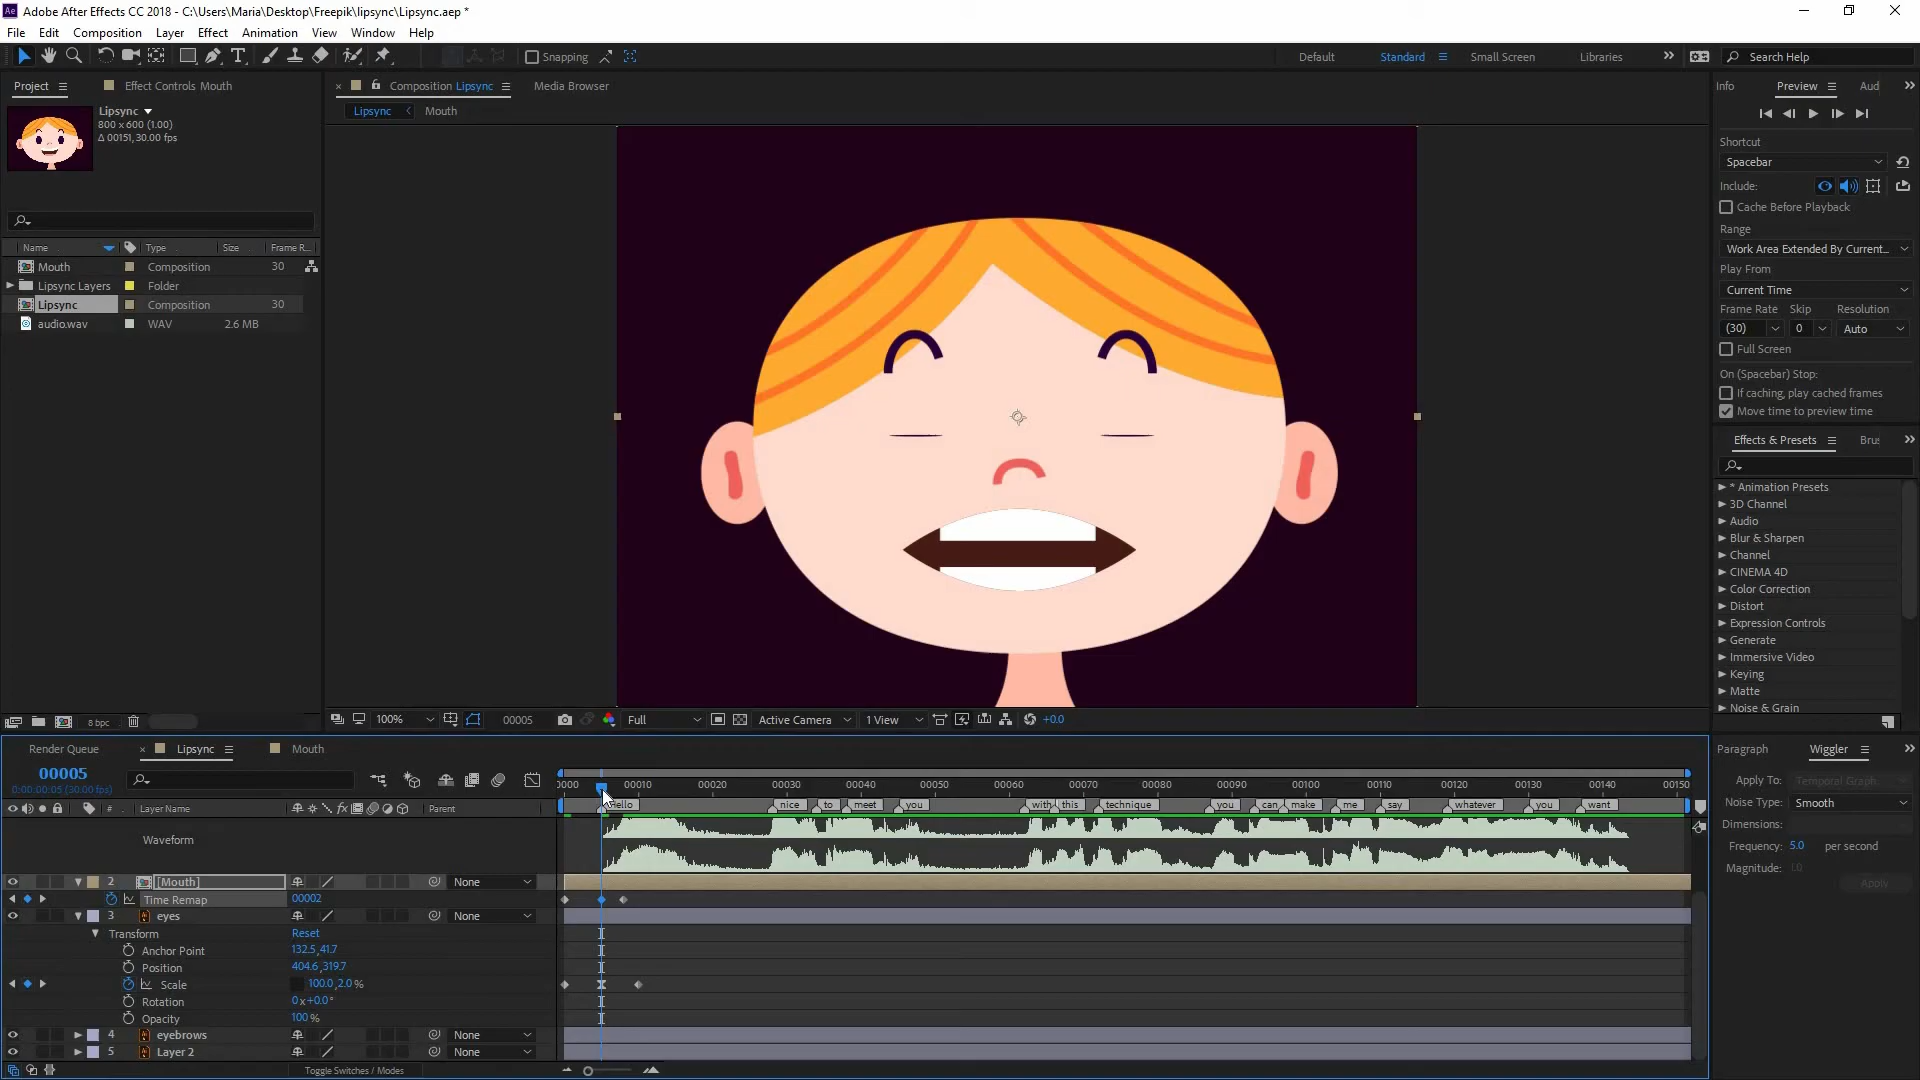 Adobe After Effects CC 2018 - C:\Users\Maria\Desktop\Freepik\lipsync\Lipsync.aep *
File Edit Composition Layer Effect Animation View Window Help
Snapping
Default Standard Small Screen Libraries Search Help
Project Effect Controls Mouth
Composition Lipsync Media Browser
Info Preview Aud
Lipsync
800 x 600 (1.00)
Δ 00151, 30.00 fps
Lipsync Mouth
Shortcut
Spacebar
Include:
Cache Before Playback
Range
Work Area Extended By Current...
Play From
Current Time
Frame Rate Skip Resolution
(30) 0 Auto
Full Screen
On (Spacebar) Stop:
If caching, play cached frames
Move time to preview time
Name Type Size Frame R...
Mouth Composition 30
Lipsync Layers Folder
Lipsync Composition 30
audio.wav WAV 2.6 MB
Effects & Presets Bru
* Animation Presets
3D Channel
Audio
Blur & Sharpen
Channel
CINEMA 4D
Color Correction
Distort
Expression Controls
Generate
Immersive Video
Keying
Matte
Noise & Grain
8 bpc
100% 00005 Full Active Camera 1 View +0.0
Render Queue Lipsync Mouth
00005
0:00:00:05 (30.00 fps)
# Layer Name Parent
0000 00010 00020 00030 00040 00050 00060 00070 00080 00090 00100 00110 00120 00130 00140 00150
nice to meet you with this technique you can make me say whatever you want
Waveform
2 [Mouth] None
Time Remap 00002
3 eyes None
Transform Reset
Anchor Point 132.5,41.7
Position 404.6,319.7
Scale 100.0,2.0 %
Rotation 0x+0.0°
Opacity 100 %
4 eyebrows None
5 Layer 2 None
Toggle Switches / Modes
Paragraph Wiggler
Apply To: Temporal Graph
Noise Type: Smooth
Dimensions:
Frequency: 5.0 per second
Magnitude: 1.0
Apply